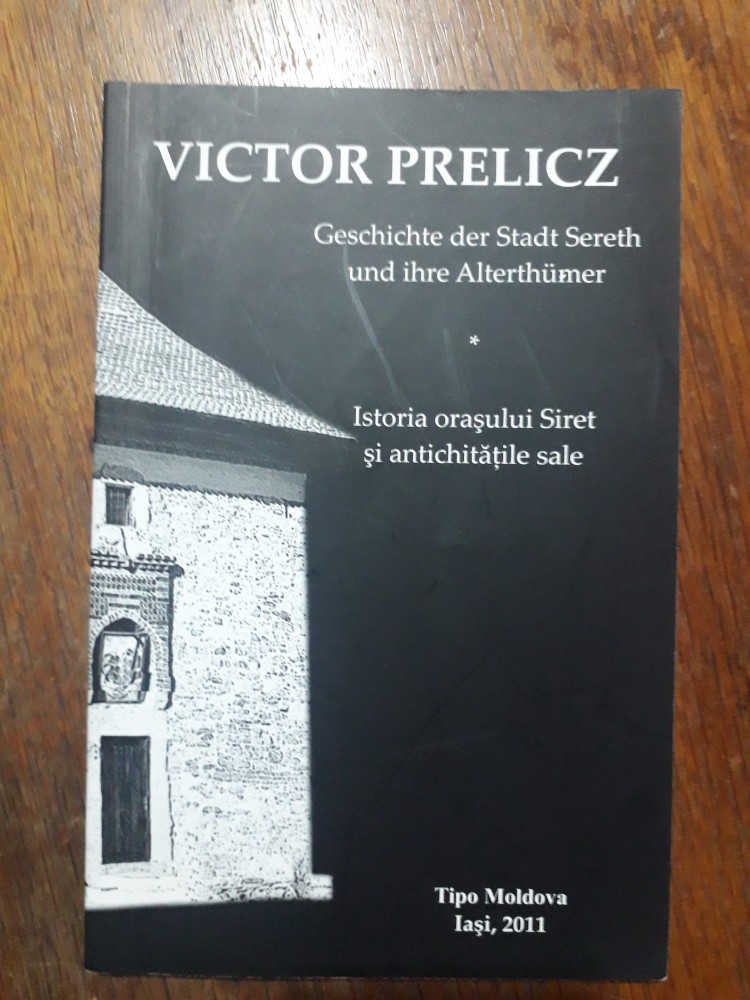 VICTOR PRELICZ
Geschichte der Stadt Sereth
und ihre Alterthümer
*
Istoria oraşului Siret
şi antichităţile sale
Tipo Moldova
Iaşi, 2011